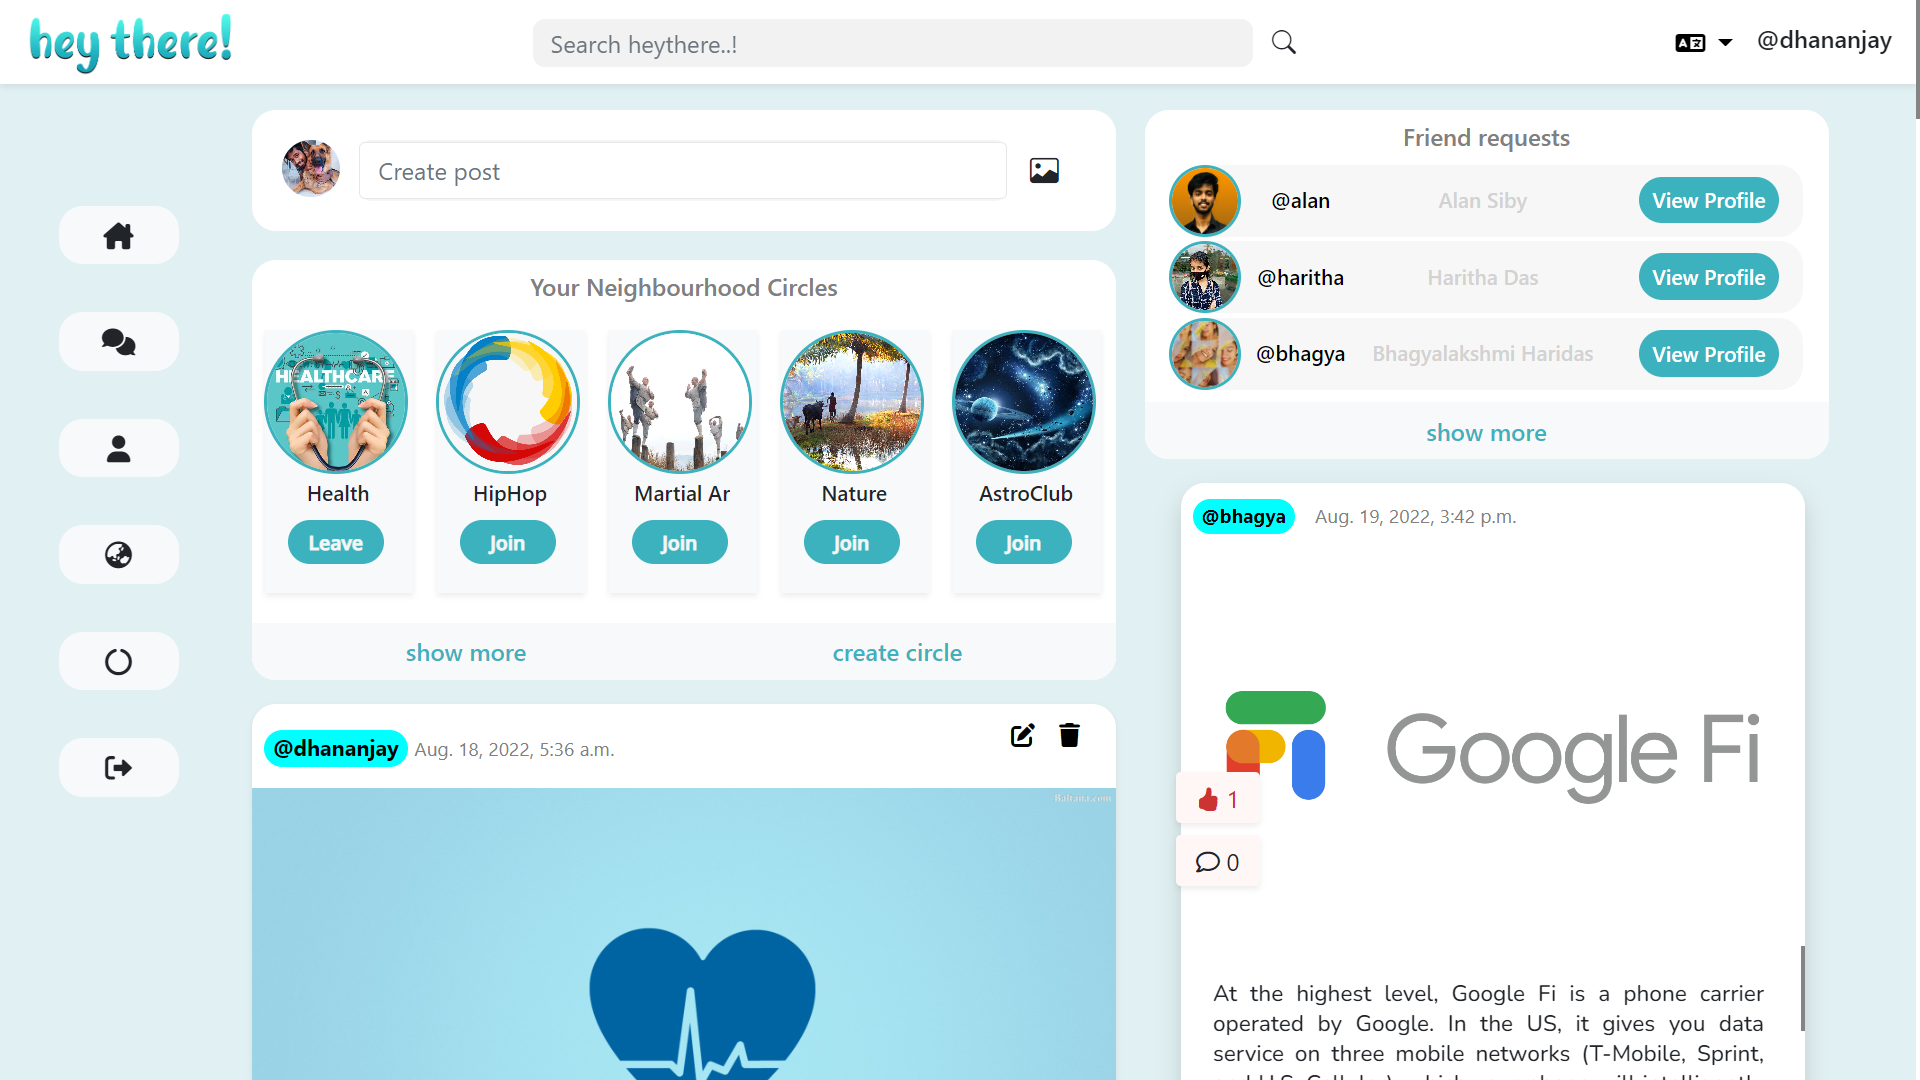 hey there!
Search heythere..!
@dhananjay
Create post
Your Neighbourhood Circles
HEALTHCARE
Health
HipHop
Martial Ar
Nature
AstroClub
Leave
Join
Join
Join
Join
show more
create circle
@dhananjay Aug. 18, 2022, 5:36 a.m.
Friend requests
@alan Alan Siby View Profile
@haritha Haritha Das View Profile
@bhagya Bhagyalakshmi Haridas View Profile
show more
@bhagya Aug. 19, 2022, 3:42 p.m.
Google Fi
1
0
At the highest level, Google Fi is a phone carrier
operated by Google. In the US, it gives you data
service on three mobile networks (T-Mobile, Sprint,